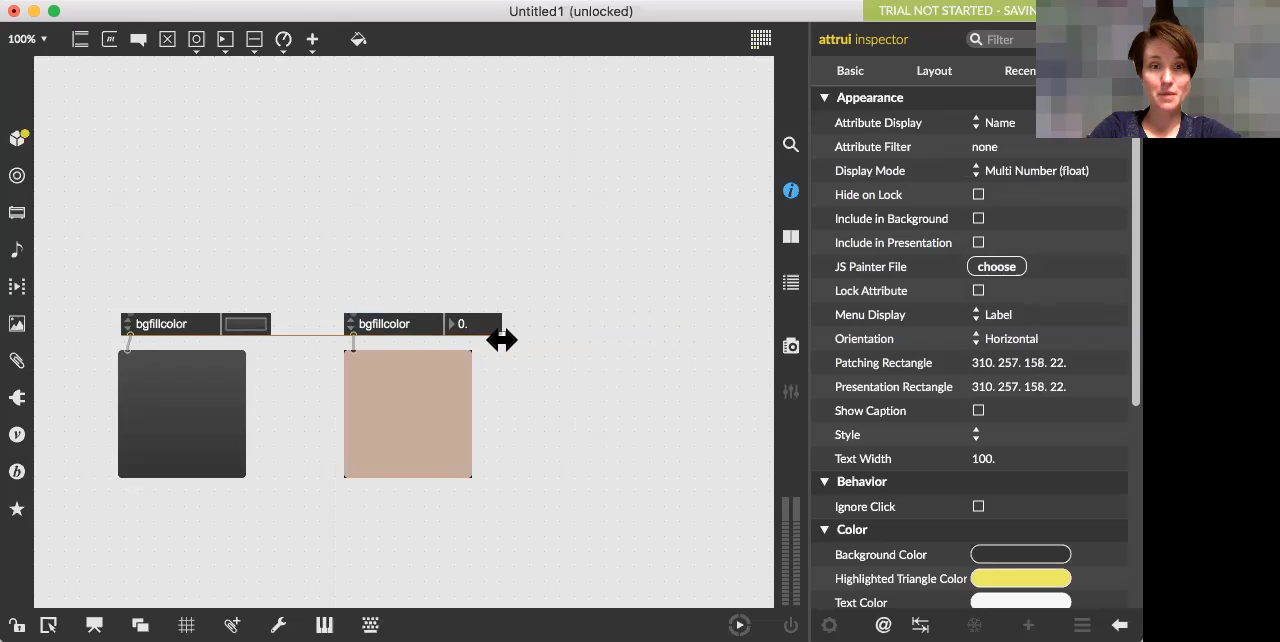 Untitled1 (unlocked)
TRIAL NOT STARTED - SAVIN
100%
m
attrui inspector
Filter
Basic
Layout
Recen
Appearance
Attribute Display
Name
Attribute Filter
none
Display Mode
Multi Number (float)
Hide on Lock
Include in Background
Include in Presentation
JS Painter File
choose
Lock Attribute
Menu Display
Label
Orientation
Horizontal
Patching Rectangle
310. 257. 158. 22.
Presentation Rectangle
310. 257. 158. 22.
Show Caption
Style
Text Width
100.
Behavior
Ignore Click
Color
Background Color
Highlighted Triangle Color
Text Color
bgfillcolor
bgfillcolor
0.